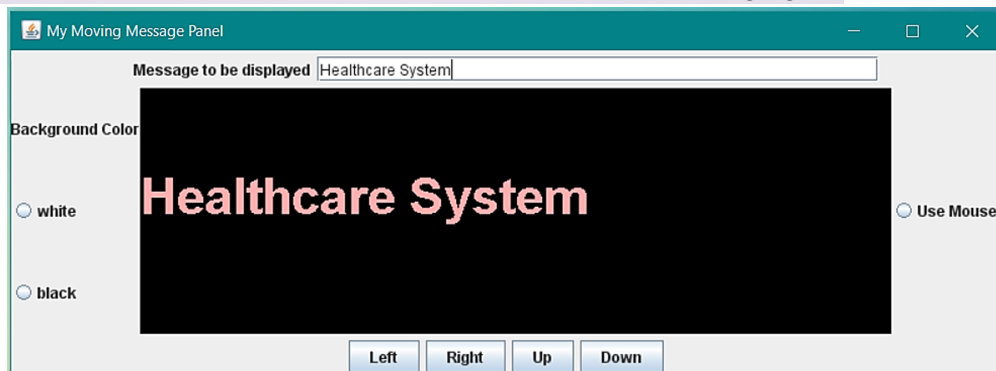 My Moving Message Panel
Message to be displayed Healthcare System
Background Color
Healthcare System
white
Use Mouse
black
Left Right Up Down